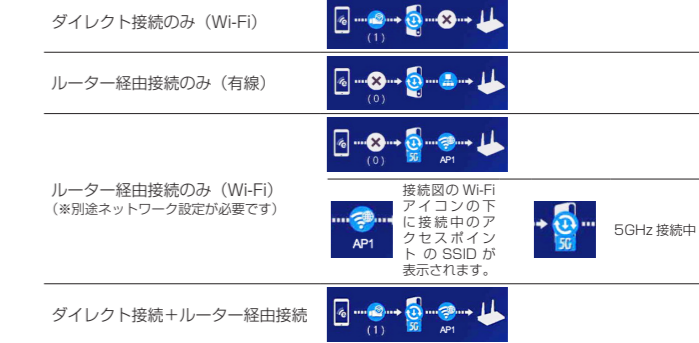 ダイレクト接続のみ（Wi-Fi）
(1)
ルーター経由接続のみ（有線）
(0)
ルーター経由接続のみ（Wi-Fi）
（※別途ネットワーク設定が必要です）
(0)
5G
AP1
AP1
接続図の Wi-Fi
アイコンの下
に接続中のア
クセスポイン
ト の SSID が
表示されます。
5G
5GHz 接続中
ダイレクト接続＋ルーター経由接続
(1)
5G
AP1